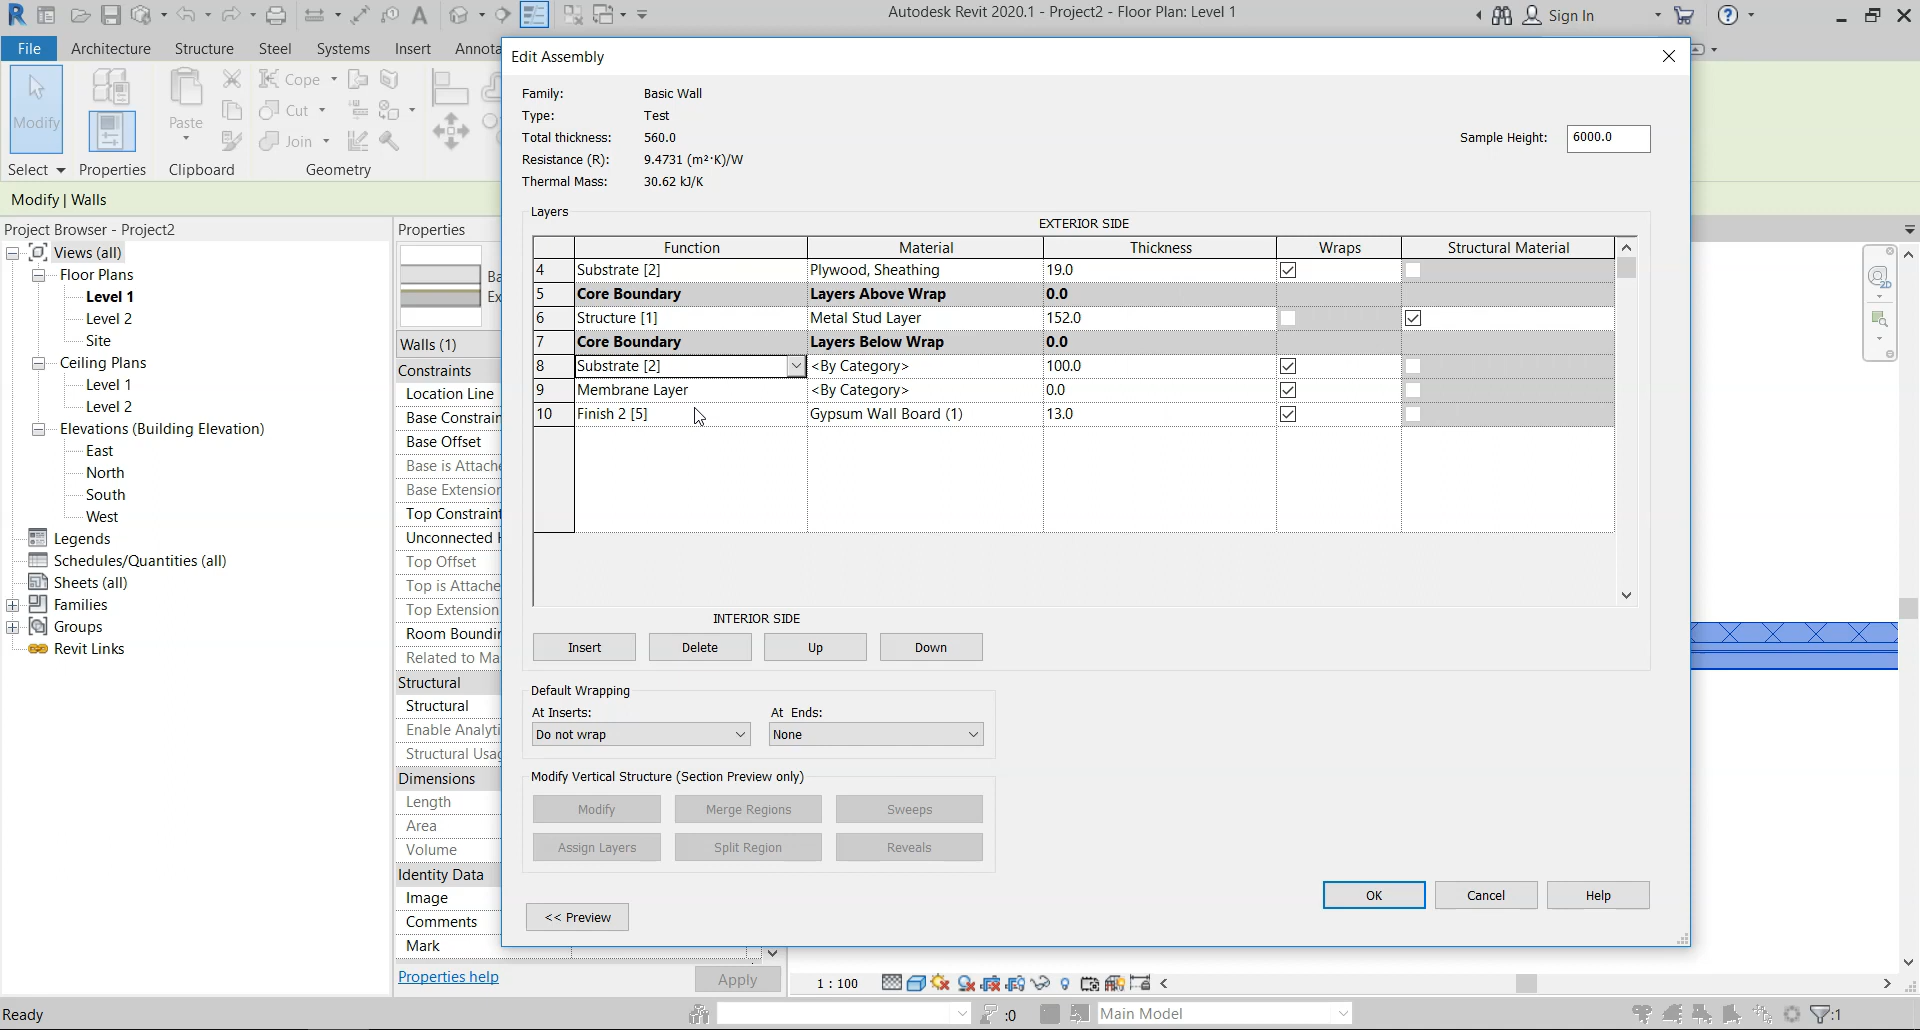 Autodesk Revit 2020.1 - Project2 - Floor Plan: Level 1
Sign In
File Architecture Structure Steel Systems Insert Annota
Modify
Paste
Cope
Cut
Join
Select Properties Clipboard Geometry
Modify | Walls
Project Browser - Project2
Views (all)
Floor Plans
Level 1
Level 2
Site
Ceiling Plans
Level 1
Level 2
Elevations (Building Elevation)
East
North
South
West
Legends
Schedules/Quantities (all)
Sheets (all)
Families
Groups
Revit Links
Properties
Ba
Ex
Walls (1)
Constraints
Location Line
Base Constrain
Base Offset
Base is Attache
Base Extension
Top Constraint
Unconnected H
Top Offset
Top is Attache
Top Extension
Room Boundin
Related to Ma
Structural
Structural
Enable Analyti
Structural Usag
Dimensions
Length
Area
Volume
Identity Data
Image
Comments
Mark
Properties help
Apply
Edit Assembly
Family: Basic Wall
Type: Test
Total thickness: 560.0
Resistance (R): 9.4731 (m²·K)/W
Thermal Mass: 30.62 kJ/K
Sample Height: 6000.0
Layers
EXTERIOR SIDE
Function Material Thickness Wraps Structural Material
4 Substrate [2] Plywood, Sheathing 19.0
5 Core Boundary Layers Above Wrap 0.0
6 Structure [1] Metal Stud Layer 152.0
7 Core Boundary Layers Below Wrap 0.0
8 Substrate [2] <By Category> 100.0
9 Membrane Layer <By Category> 0.0
10 Finish 2 [5] Gypsum Wall Board (1) 13.0
INTERIOR SIDE
Insert Delete Up Down
Default Wrapping
At Inserts: At Ends:
Do not wrap None
Modify Vertical Structure (Section Preview only)
Modify Merge Regions Sweeps
Assign Layers Split Region Reveals
OK Cancel Help
<< Preview
1 : 100
Ready
:0
Main Model
:1